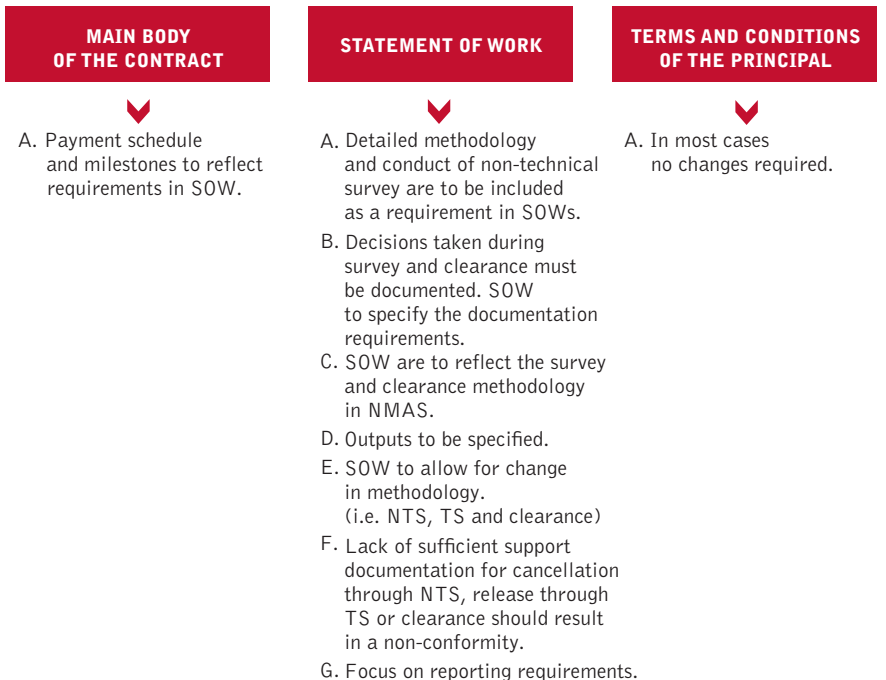 MAIN BODY
OF THE CONTRACT
A. Payment schedule
and milestones to reflect
requirements in SOW.
STATEMENT OF WORK
A. Detailed methodology
and conduct of non-technical
survey are to be included
as a requirement in SOWs.
B. Decisions taken during
survey and clearance must
be documented. SOW
to specify the documentation
requirements.
C. SOW are to reflect the survey
and clearance methodology
in NMAS.
D. Outputs to be specified.
E. SOW to allow for change
in methodology.
(i.e. NTS, TS and clearance)
F. Lack of sufficient support
documentation for cancellation
through NTS, release through
TS or clearance should result
in a non-conformity.
G. Focus on reporting requirements.
TERMS AND CONDITIONS
OF THE PRINCIPAL
A. In most cases
no changes required.